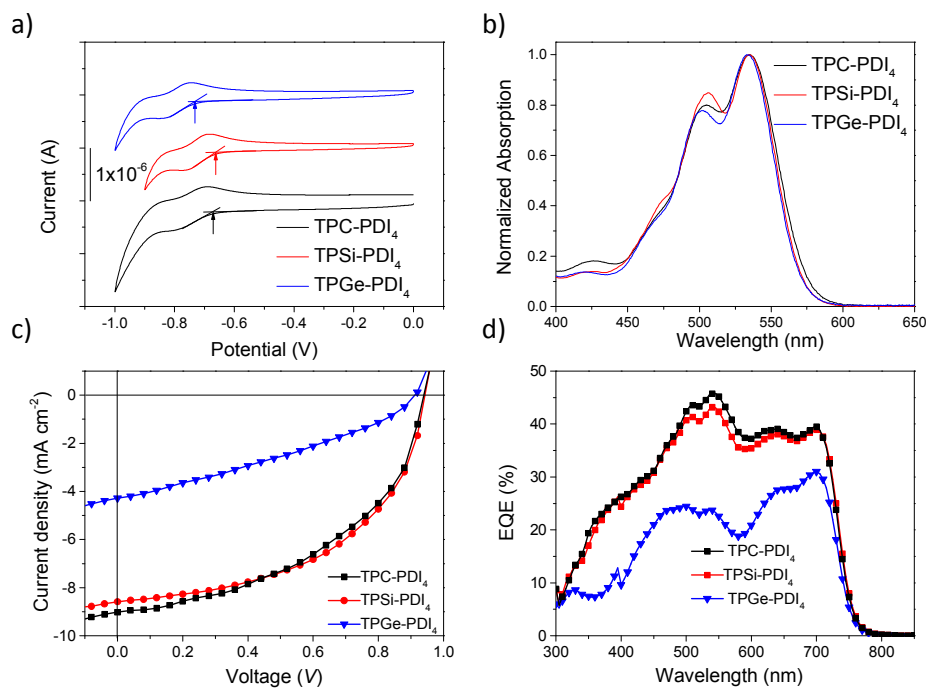 a)
Current (A)
1x10⁻⁶
TPC-PDI₄
TPSi-PDI₄
TPGe-PDI₄
-1.0 -0.8 -0.6 -0.4 -0.2 0.0
Potential (V)
b)
Normalized Absorption
1.0
0.8
0.6
0.4
0.2
0.0
TPC-PDI₄
TPSi-PDI₄
TPGe-PDI₄
400 450 500 550 600 650
Wavelength (nm)
c)
Current density (mA cm⁻²)
0
-2
-4
-6
-8
-10
TPC-PDI₄
TPSi-PDI₄
TPGe-PDI₄
0.0 0.2 0.4 0.6 0.8 1.0
Voltage (V)
d)
EQE (%)
50
40
30
20
10
0
TPC-PDI₄
TPSi-PDI₄
TPGe-PDI₄
300 400 500 600 700 800
Wavelength (nm)